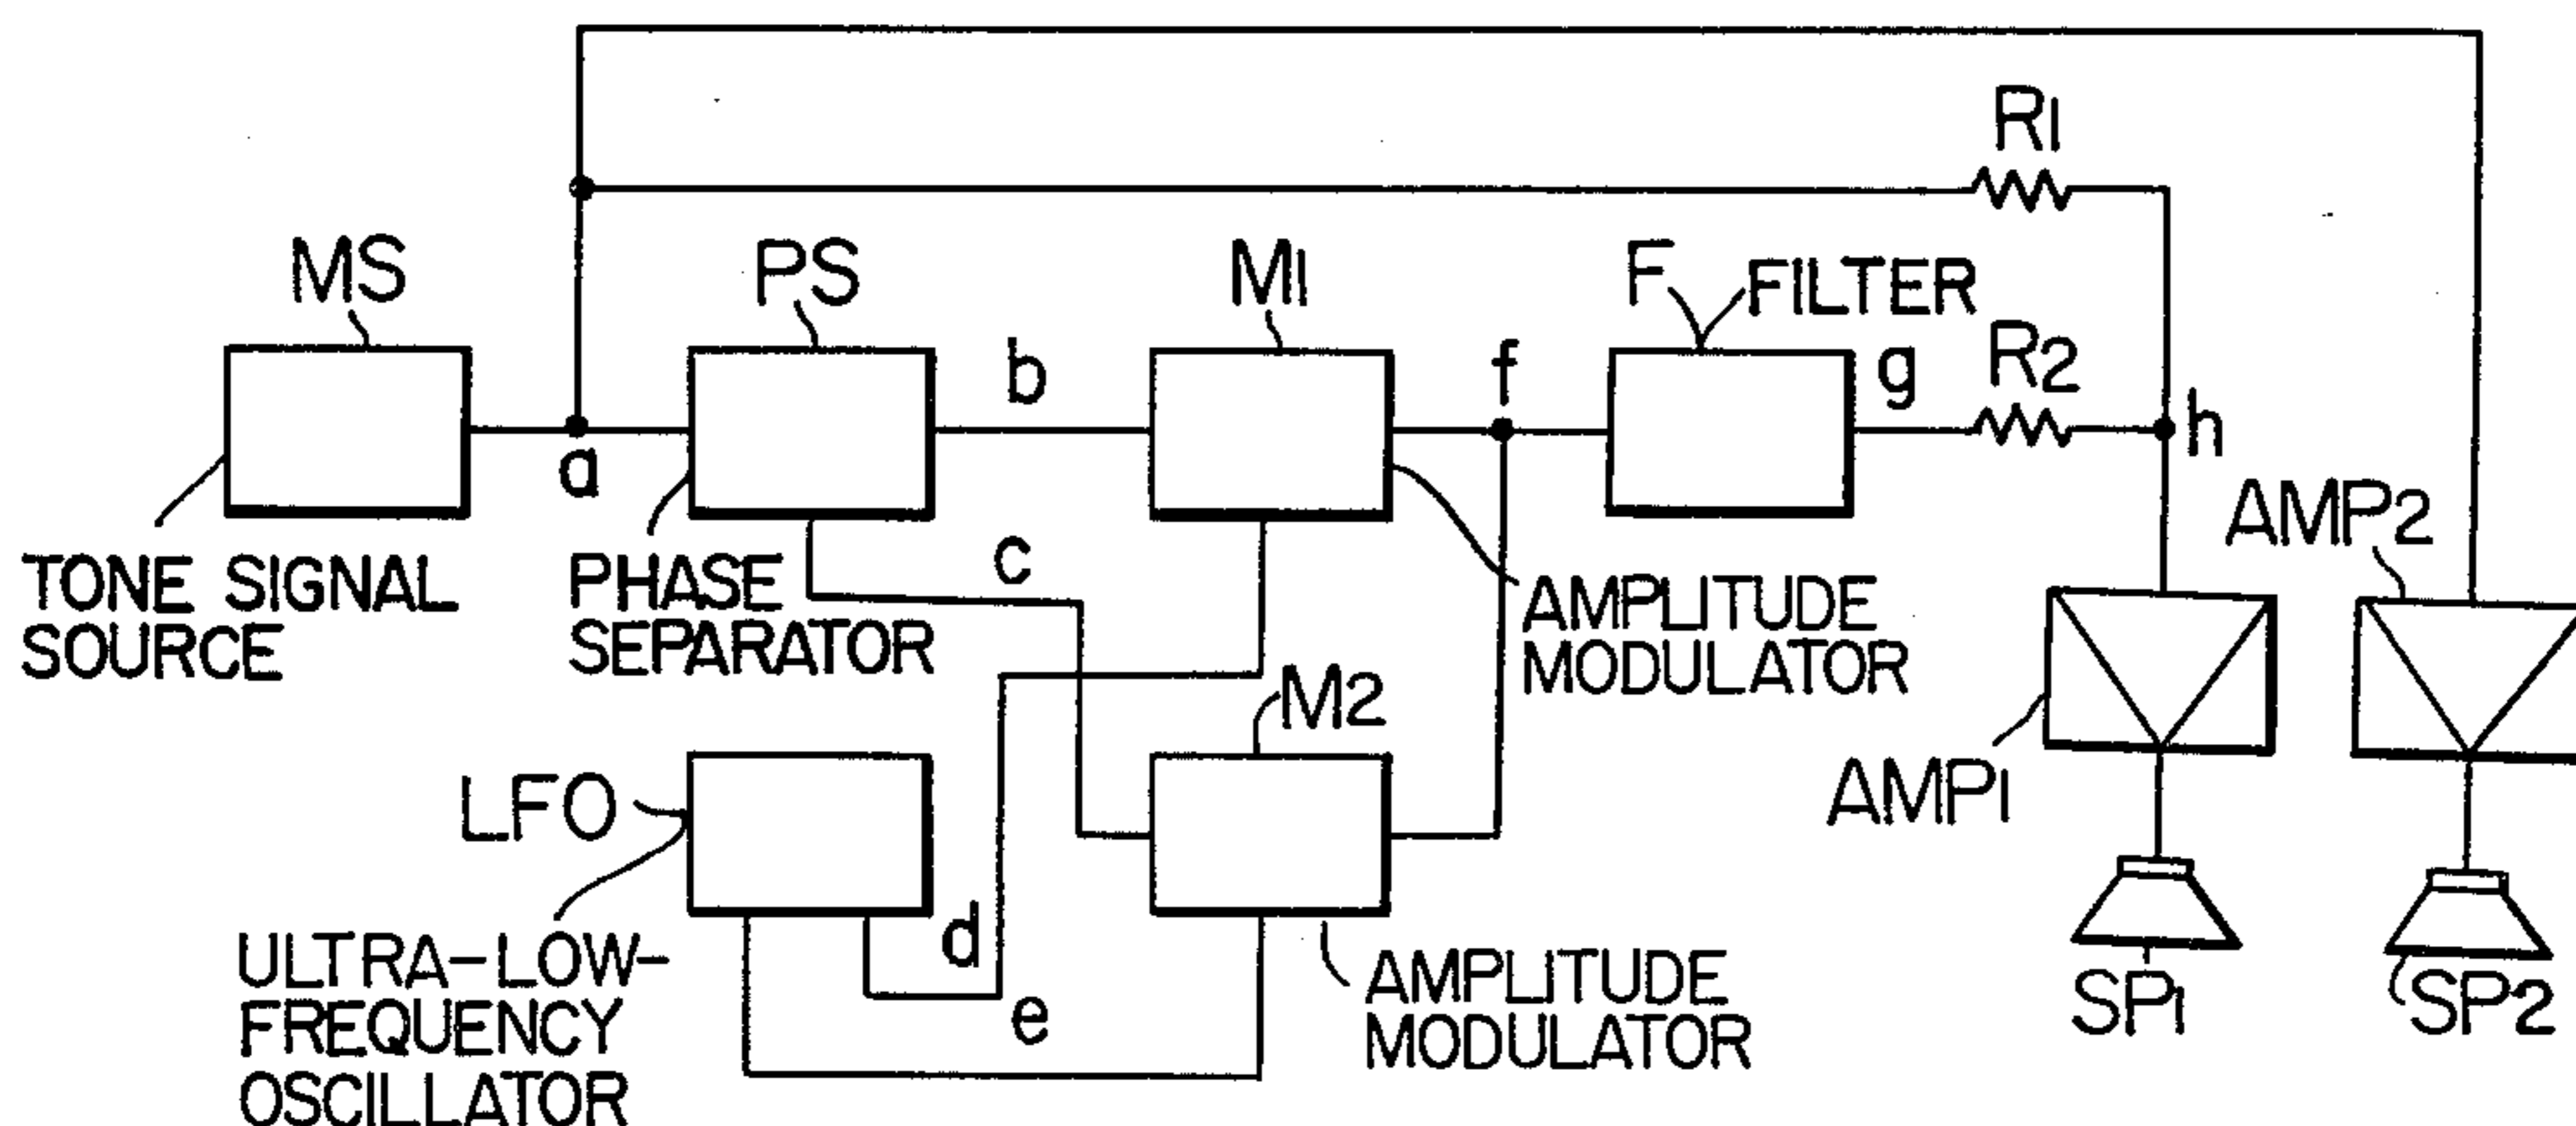 R1
MS
PS
M1
F
FILTER
b
f
g
R2
h
a
AMP2
c
TONE SIGNAL
SOURCE
PHASE
SEPARATOR
AMPLITUDE
MODULATOR
M2
LFO
AMP1
d
e
ULTRA-LOW-
FREQUENCY
OSCILLATOR
AMPLITUDE
MODULATOR
SP1
SP2